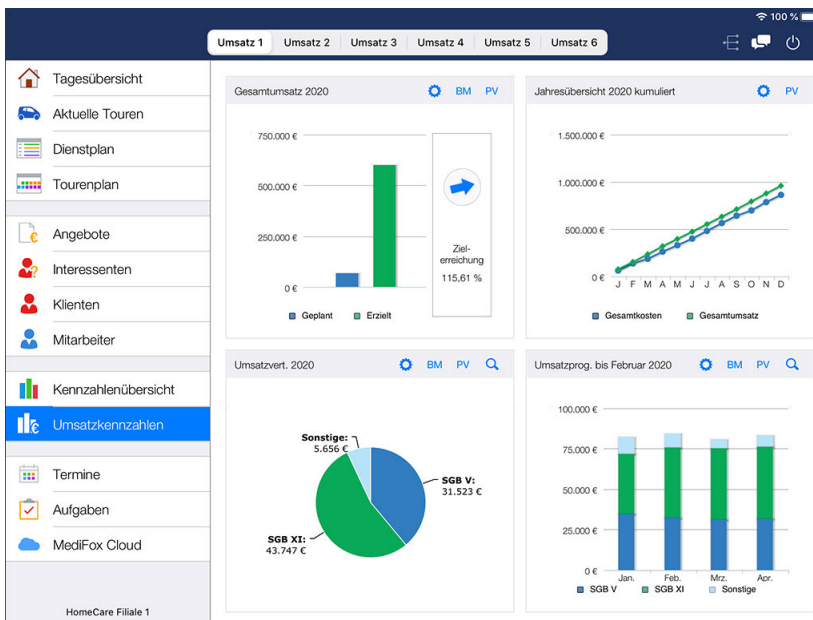 100 %
Umsatz 1 Umsatz 2 Umsatz 3 Umsatz 4 Umsatz 5 Umsatz 6
Tagesübersicht
Aktuelle Touren
Dienstplan
Tourenplan
Angebote
Interessenten
Klienten
Mitarbeiter
Kennzahlenübersicht
Umsatzkennzahlen
Termine
Aufgaben
MediFox Cloud
HomeCare Filiale 1
Gesamtumsatz 2020 BM PV
750.000 €
500.000 €
250.000 €
0 €
Geplant Erzielt
Ziel-
erreichung
115,61 %
Jahresübersicht 2020 kumuliert PV
1.500.000 €
1.000.000 €
500.000 €
0 €
J F M A M J J A S O N D
Gesamtkosten Gesamtumsatz
Umsatzvert. 2020 BM PV
Sonstige:
5.656 €
SGB V:
31.523 €
SGB XI:
43.747 €
Umsatzprog. bis Februar 2020 BM PV
100.000 €
75.000 €
50.000 €
25.000 €
0 €
Jan. Feb. Mrz. Apr.
SGB V SGB XI Sonstige